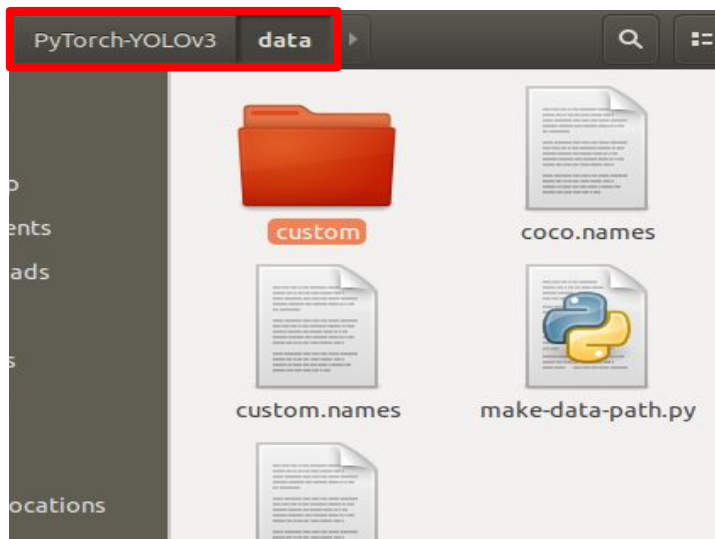 PyTorch-YOLOv3 data
custom
coco.names
ents
ads
custom.names
make-data-path.py
ocations